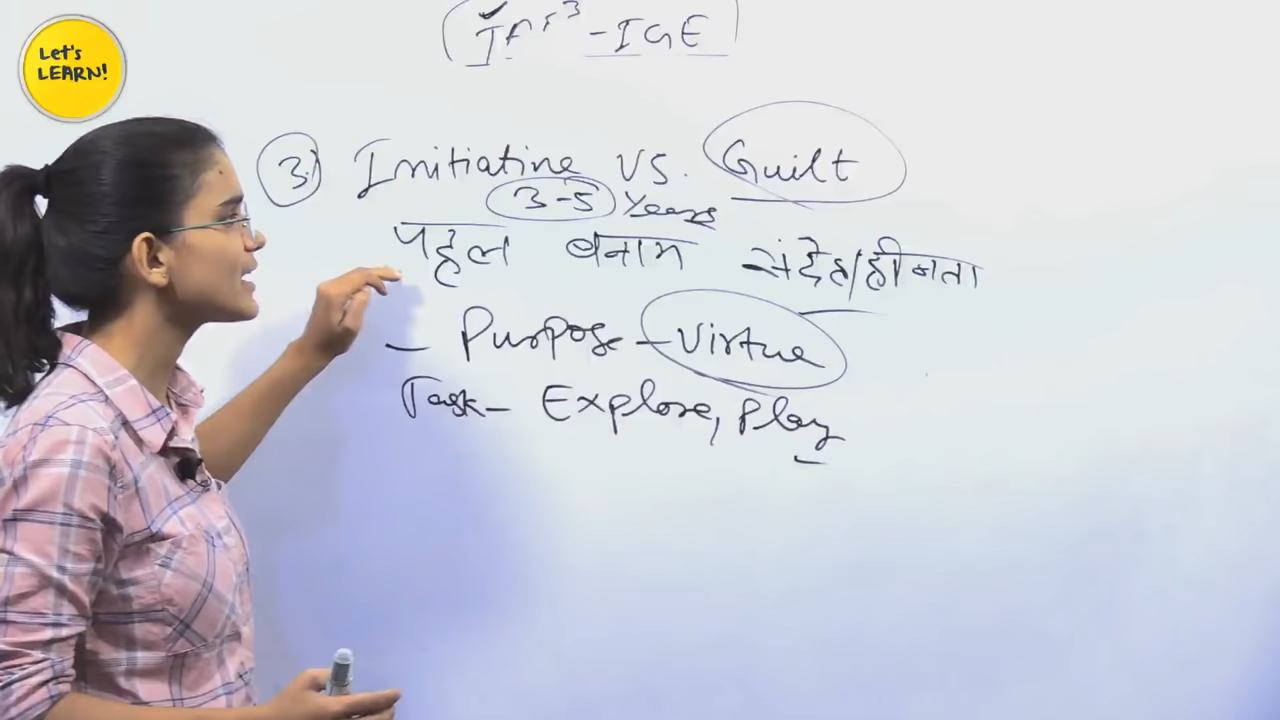 Let's
LEARN!
-IGE
3.) Initiative VS. Guilt
3-5 Years
पहल बनाम संदेह/हीनता
- Purpose - Virtue
Task - Explore, Play